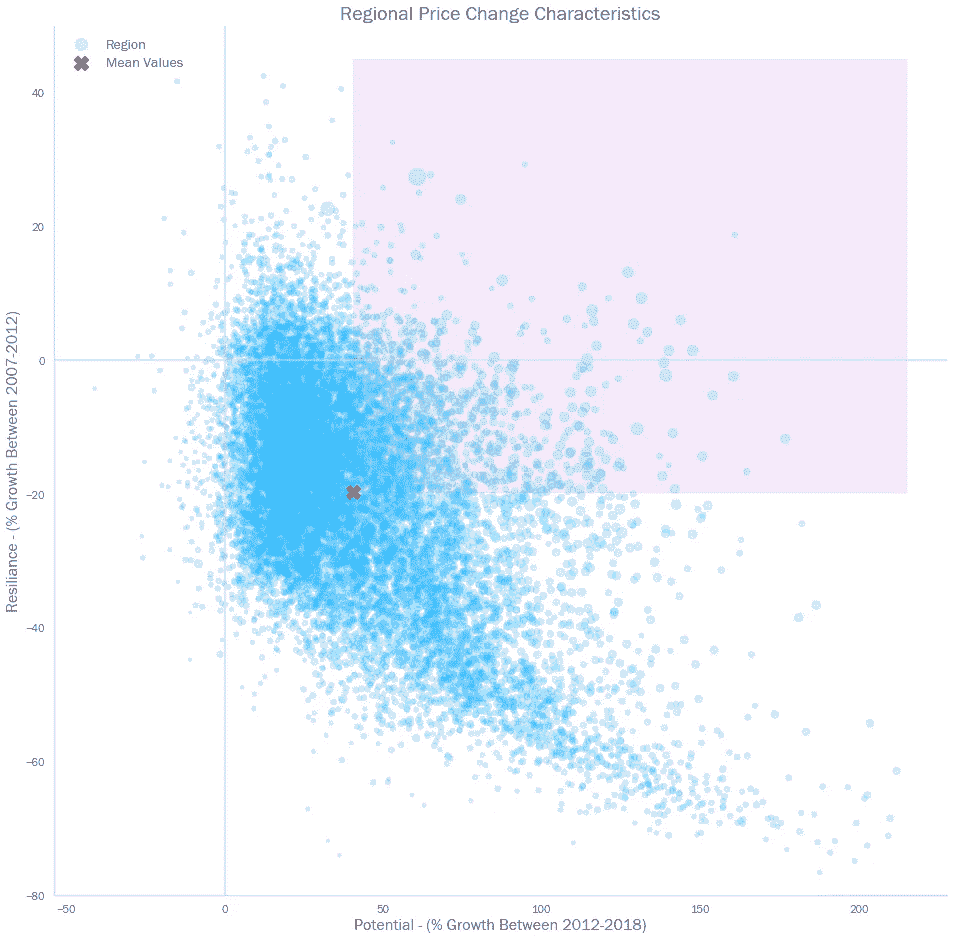 Regional Price Change Characteristics
Region
Mean Values
Resiliance - (% Growth Between 2007-2012)
40
20
0
−20
−40
−60
−80
−50 0 50 100 150 200
Potential - (% Growth Between 2012-2018)